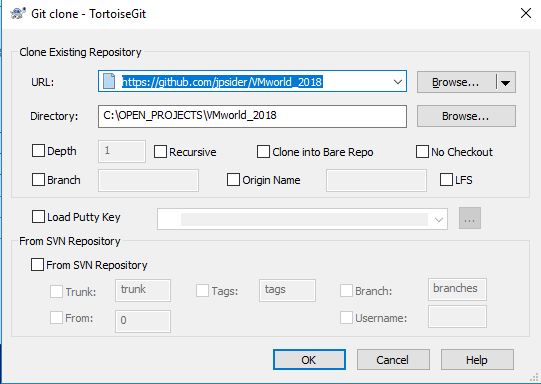 Git clone - TortoiseGit
Clone Existing Repository
URL: https://github.com/jpsider/VMworld_2018 Browse...
Directory: C:\OPEN_PROJECTS\VMworld_2018 Browse...
Depth 1 Recursive Clone into Bare Repo No Checkout
Branch Origin Name LFS
Load Putty Key ...
From SVN Repository
From SVN Repository
Trunk: trunk Tags: tags Branch: branches
From: 0 Username:
OK Cancel Help